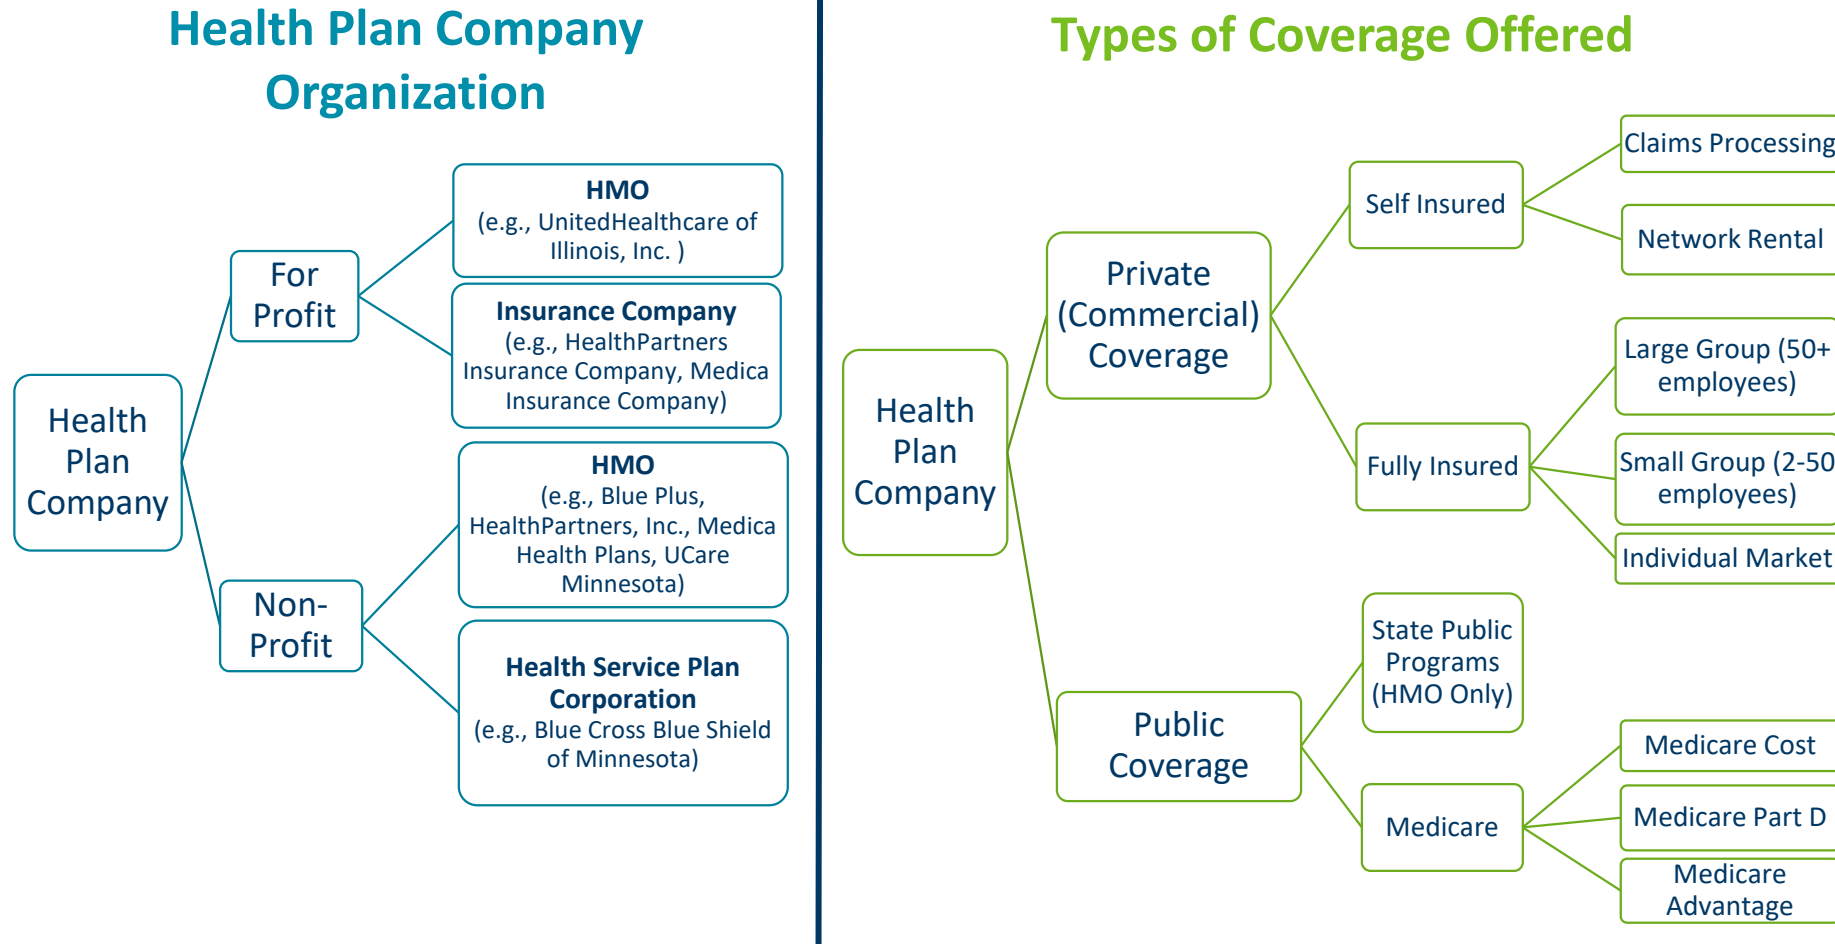 Health Plan Company
Organization
Health
Plan
Company
For
Profit
HMO
(e.g., UnitedHealthcare of
Illinois, Inc. )
Insurance Company
(e.g., HealthPartners
Insurance Company, Medica
Insurance Company)
Non-
Profit
HMO
(e.g., Blue Plus,
HealthPartners, Inc., Medica
Health Plans, UCare
Minnesota)
Health Service Plan
Corporation
(e.g., Blue Cross Blue Shield
of Minnesota)
Types of Coverage Offered
Health
Plan
Company
Private
(Commercial)
Coverage
Self Insured
Claims Processing
Network Rental
Fully Insured
Large Group (50+
employees)
Small Group (2-50
employees)
Individual Market
Public
Coverage
State Public
Programs
(HMO Only)
Medicare
Medicare Cost
Medicare Part D
Medicare
Advantage